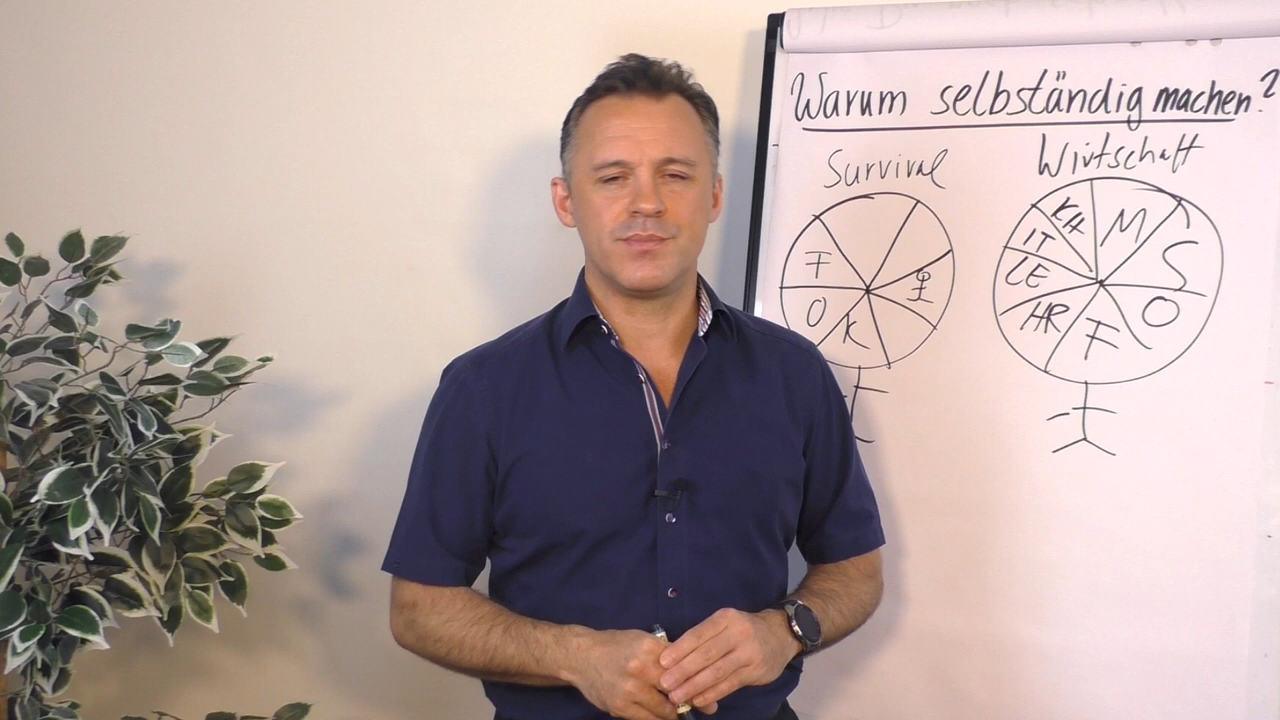 Warum selbständig machen?
Survival
Wirtschaft
F
O
K
KH
IT
LE
HR
F
O
S
M